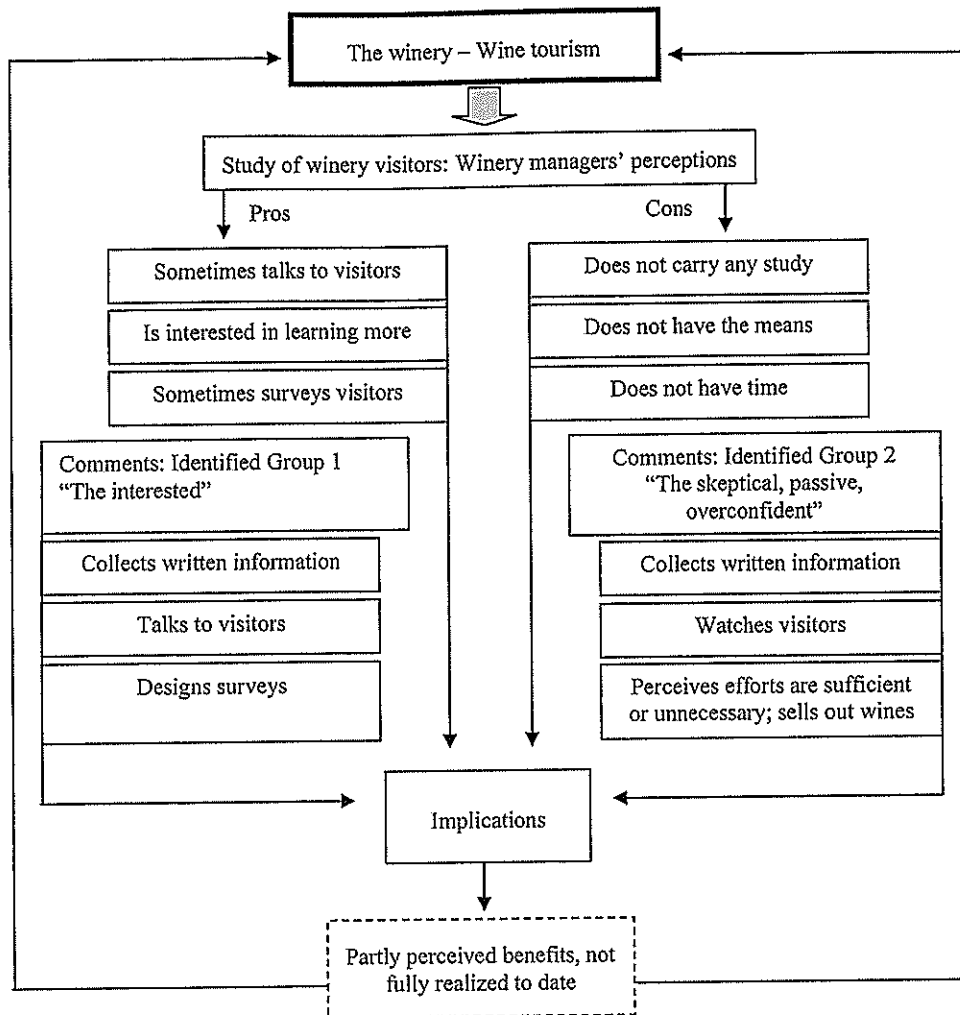 The winery – Wine tourism
Study of winery visitors: Winery managers’ perceptions
Pros
Cons
Sometimes talks to visitors
Is interested in learning more
Sometimes surveys visitors
Does not carry any study
Does not have the means
Does not have time
Comments: Identified Group 1
“The interested”
Collects written information
Talks to visitors
Designs surveys
Comments: Identified Group 2
“The skeptical, passive,
overconfident”
Collects written information
Watches visitors
Perceives efforts are sufficient
or unnecessary; sells out wines
Implications
Partly perceived benefits, not
fully realized to date